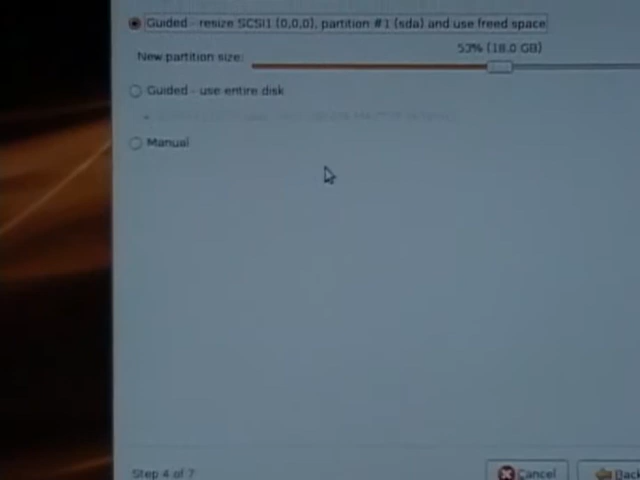 Guided - resize SCSI1 (0,0,0), partition #1 (sda) and use freed space
53% (18.0 GB)
New partition size:
Guided - use entire disk
Manual
Step 4 of 7
Cancel
Back